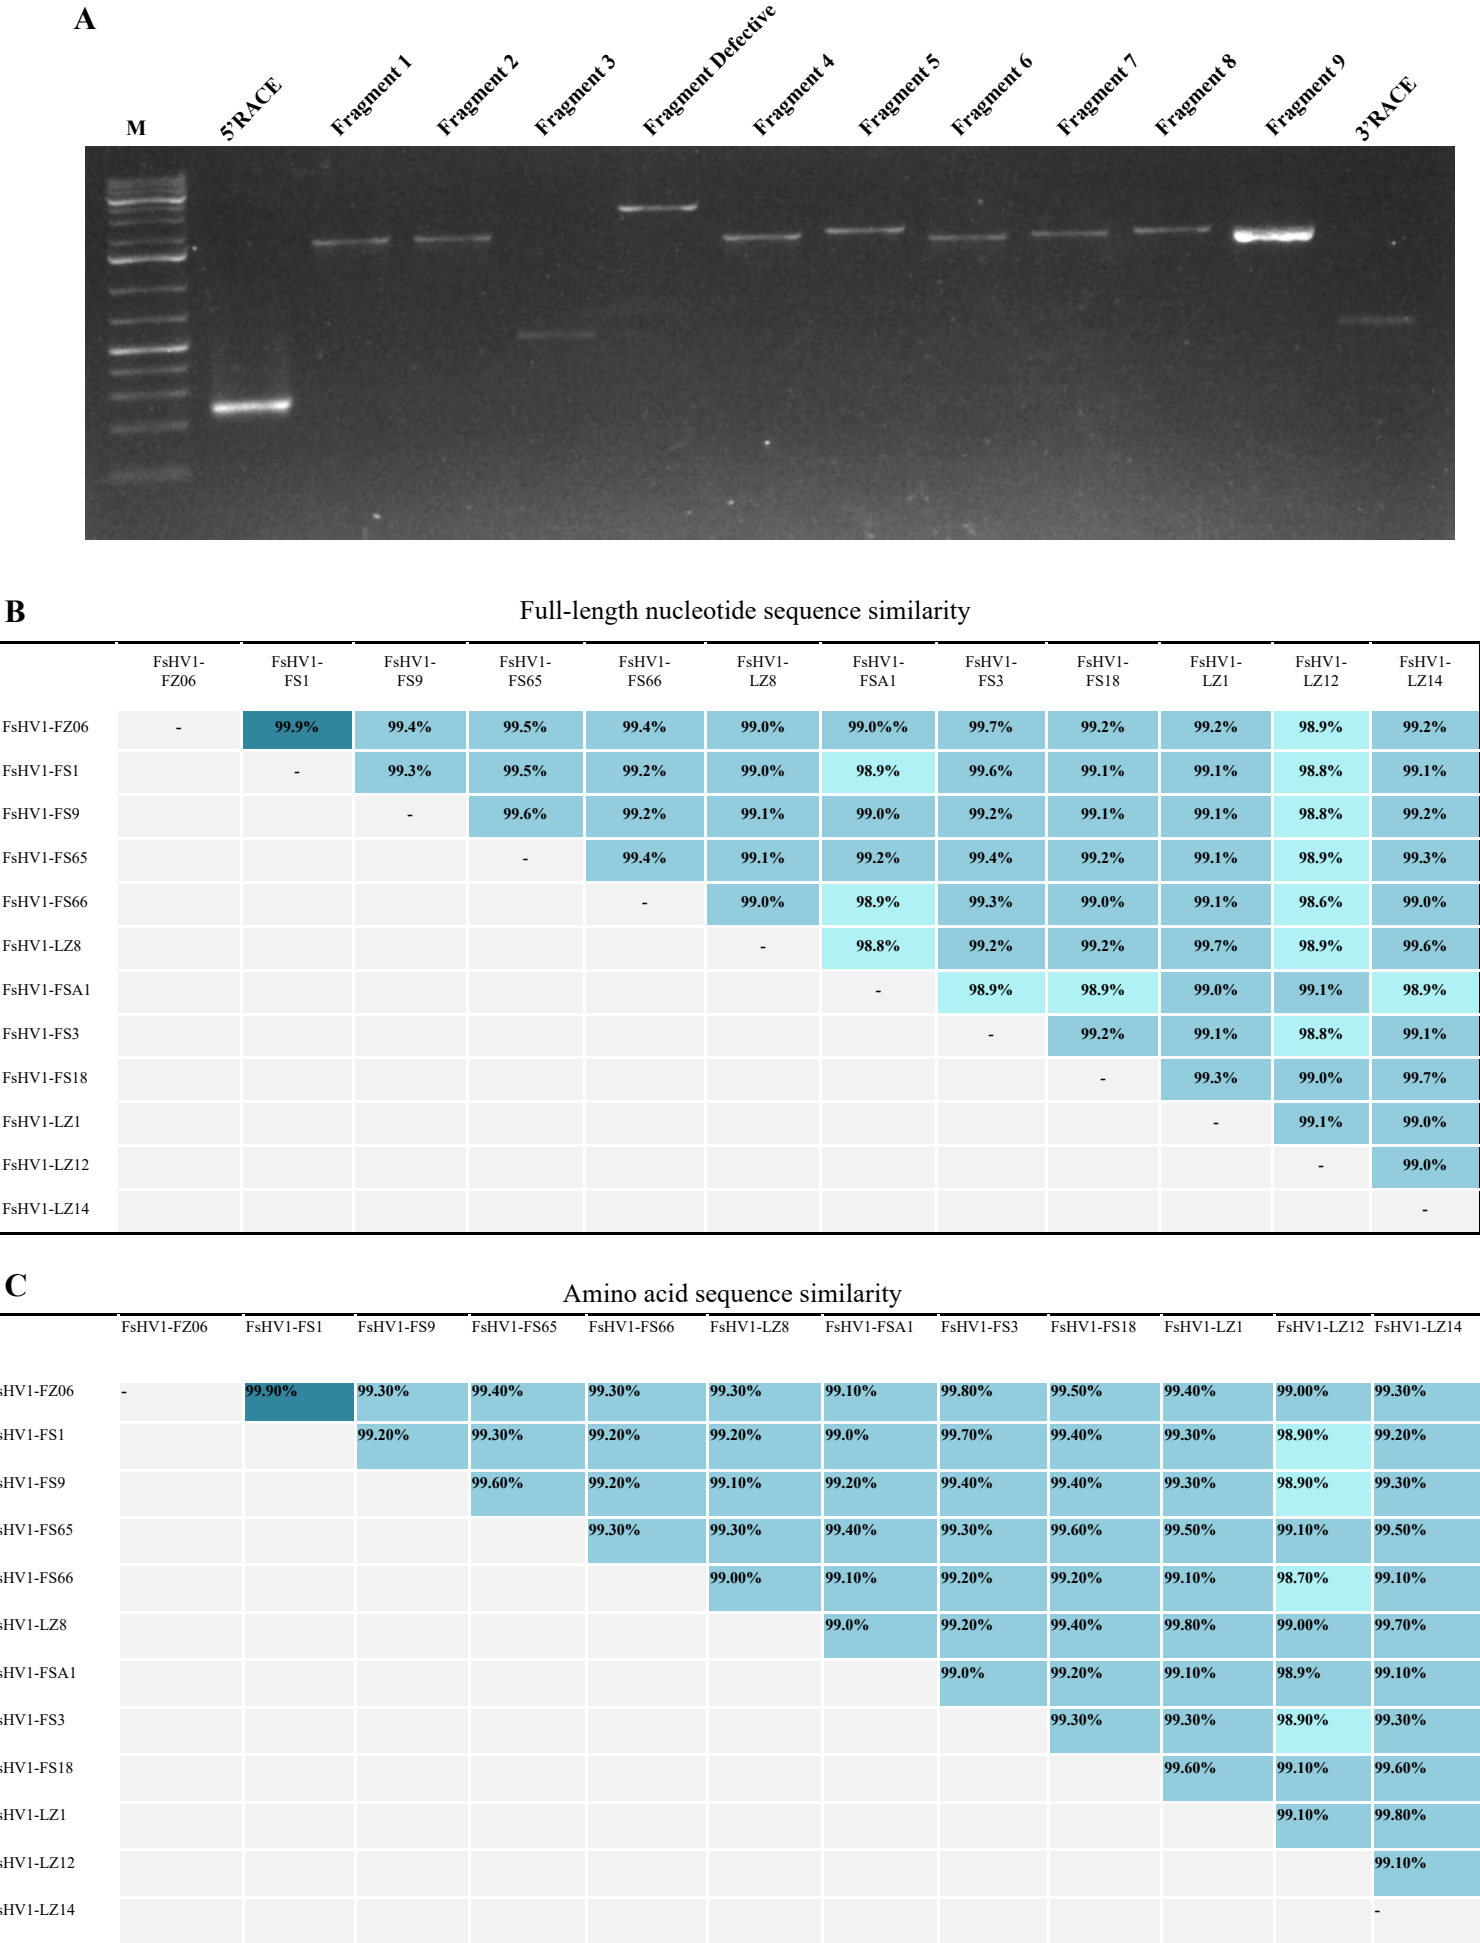 A
M 5'RACE Fragment 1 Fragment 2 Fragment 3 Fragment Defective Fragment 4 Fragment 5 Fragment 6 Fragment 7 Fragment 8 Fragment 9 3'RACE
B
Full-length nucleotide sequence similarity
FsHV1- FsHV1- FsHV1- FsHV1- FsHV1- FsHV1- FsHV1- FsHV1- FsHV1- FsHV1- FsHV1- FsHV1-
FZ06 FS1 FS9 FS65 FS66 LZ8 FSA1 FS3 FS18 LZ1 LZ12 LZ14
FsHV1-FZ06 - 99.9% 99.4% 99.5% 99.4% 99.0% 99.0%% 99.7% 99.2% 99.2% 98.9% 99.2%
FsHV1-FS1 - 99.3% 99.5% 99.2% 99.0% 98.9% 99.6% 99.1% 99.1% 98.8% 99.1%
FsHV1-FS9 - 99.6% 99.2% 99.1% 99.0% 99.2% 99.1% 99.1% 98.8% 99.2%
FsHV1-FS65 - 99.4% 99.1% 99.2% 99.4% 99.2% 99.1% 98.9% 99.3%
FsHV1-FS66 - 99.0% 98.9% 99.3% 99.0% 99.1% 98.6% 99.0%
FsHV1-LZ8 - 98.8% 99.2% 99.2% 99.7% 98.9% 99.6%
FsHV1-FSA1 - 98.9% 98.9% 99.0% 99.1% 98.9%
FsHV1-FS3 - 99.2% 99.1% 98.8% 99.1%
FsHV1-FS18 - 99.3% 99.0% 99.7%
FsHV1-LZ1 - 99.1% 99.0%
FsHV1-LZ12 - 99.0%
FsHV1-LZ14 -
C
Amino acid sequence similarity
FsHV1-FZ06 FsHV1-FS1 FsHV1-FS9 FsHV1-FS65 FsHV1-FS66 FsHV1-LZ8 FsHV1-FSA1 FsHV1-FS3 FsHV1-FS18 FsHV1-LZ1 FsHV1-LZ12 FsHV1-LZ14
sHV1-FZ06 - 99.90% 99.30% 99.40% 99.30% 99.30% 99.10% 99.80% 99.50% 99.40% 99.00% 99.30%
sHV1-FS1 99.20% 99.30% 99.20% 99.20% 99.0% 99.70% 99.40% 99.30% 98.90% 99.20%
sHV1-FS9 99.60% 99.20% 99.10% 99.20% 99.40% 99.40% 99.30% 98.90% 99.30%
sHV1-FS65 99.30% 99.30% 99.40% 99.30% 99.60% 99.50% 99.10% 99.50%
sHV1-FS66 99.00% 99.10% 99.20% 99.20% 99.10% 98.70% 99.10%
sHV1-LZ8 99.0% 99.20% 99.40% 99.80% 99.00% 99.70%
sHV1-FSA1 99.0% 99.20% 99.10% 98.9% 99.10%
sHV1-FS3 99.30% 99.30% 98.90% 99.30%
sHV1-FS18 99.60% 99.10% 99.60%
sHV1-LZ1 99.10% 99.80%
sHV1-LZ12 99.10%
sHV1-LZ14 -